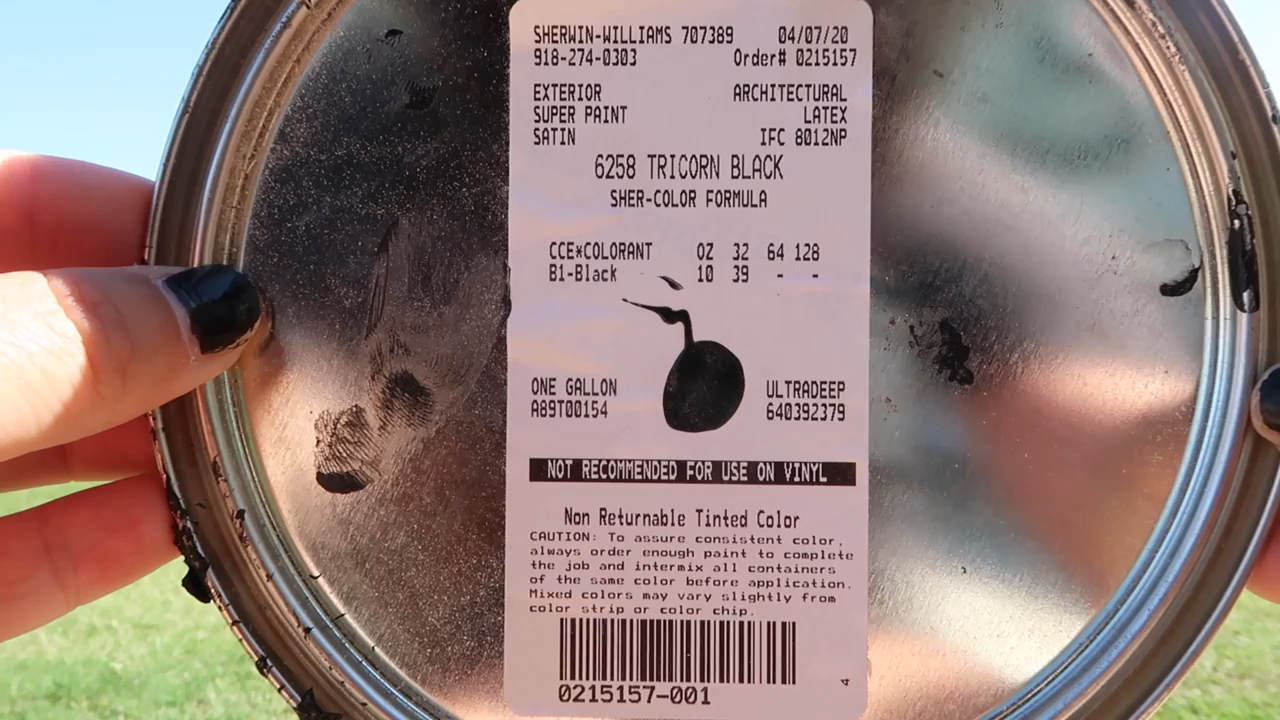 SHERWIN-WILLIAMS 707389 04/07/20
918-274-0303 Order# 0215157
EXTERIOR ARCHITECTURAL
SUPER PAINT LATEX
SATIN IFC 8012NP
6258 TRICORN BLACK
SHER-COLOR FORMULA
CCE*COLORANT OZ 32 64 128
B1-Black 10 39 - -
ONE GALLON ULTRADEEP
A89T00154 640392379
NOT RECOMMENDED FOR USE ON VINYL
Non Returnable Tinted Color
CAUTION: To assure consistent color,
always order enough paint to complete
the job and intermix all containers
of the same color before application.
Mixed colors may vary slightly from
color strip or color chip.
0215157-001
4